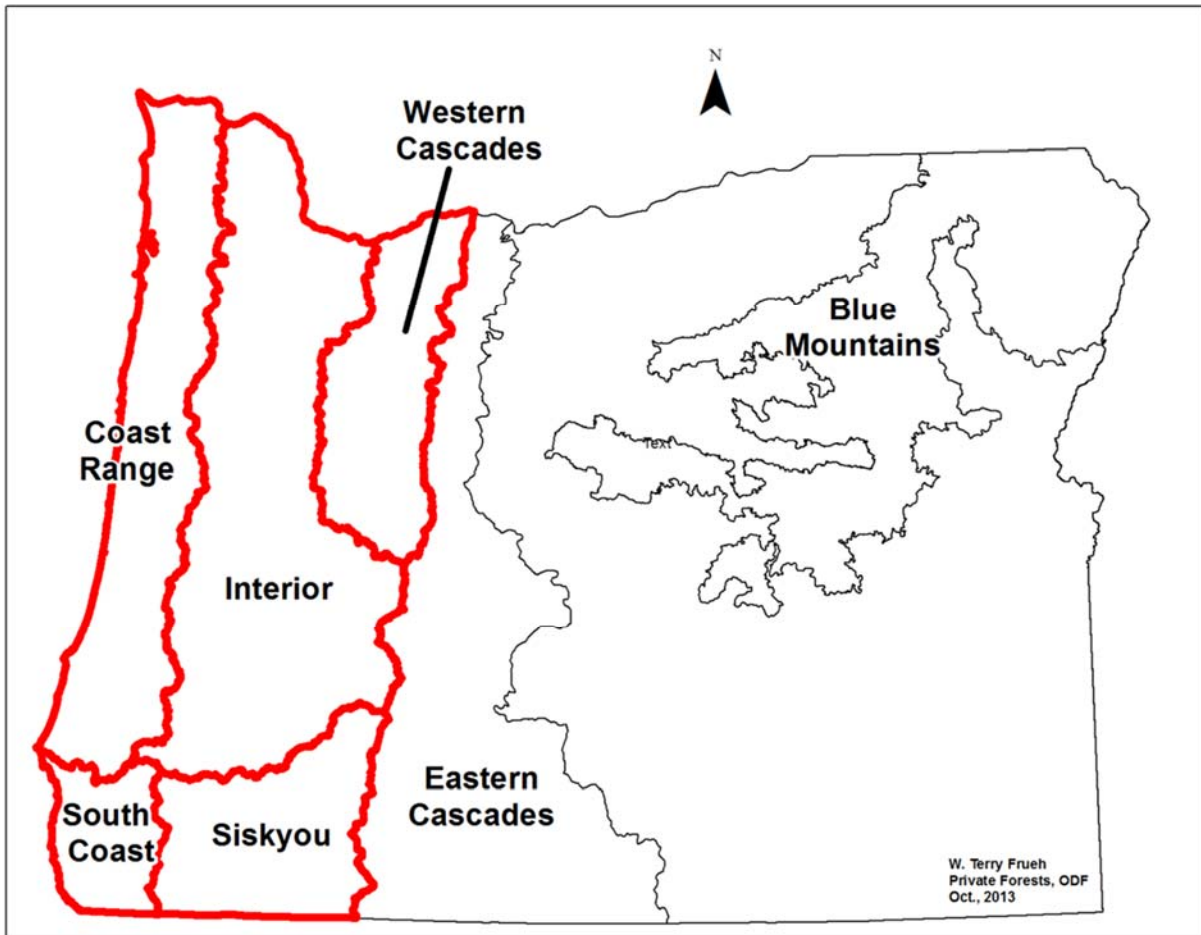 N
Western
Cascades
Blue
Mountains
Text
Coast
Range
Interior
Eastern
Cascades
South
Coast
Siskyou
W. Terry Frueh
Private Forests, ODF
Oct., 2013